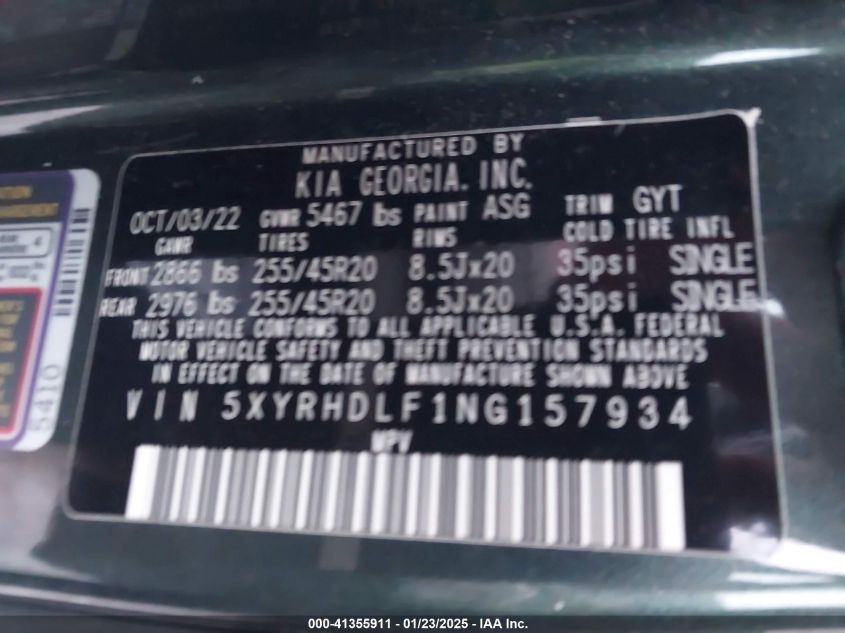 MANUFACTURED BY
KIA GEORGIA. INC.
OCT/03/22 GVWR 5467 lbs PAINT ASG TRIM GYT
GAWR TIRES RIMS COLD TIRE INFL
FRONT 2866 lbs 255/45R20 8.5Jx20 35psi SINGLE
REAR 2976 lbs 255/45R20 8.5Jx20 35psi SINGLE
THIS VEHICLE CONFORMS TO ALL APPLICABLE U.S.A. FEDERAL
MOTOR VEHICLE SAFETY AND THEFT PREVENTION STANDARDS
IN EFFECT ON THE DATE OF MANUFACTURE SHOWN ABOVE
VIN 5XYRHDLF1NG157934
MPV
5410
000-41355911 - 01/23/2025 - IAA Inc.